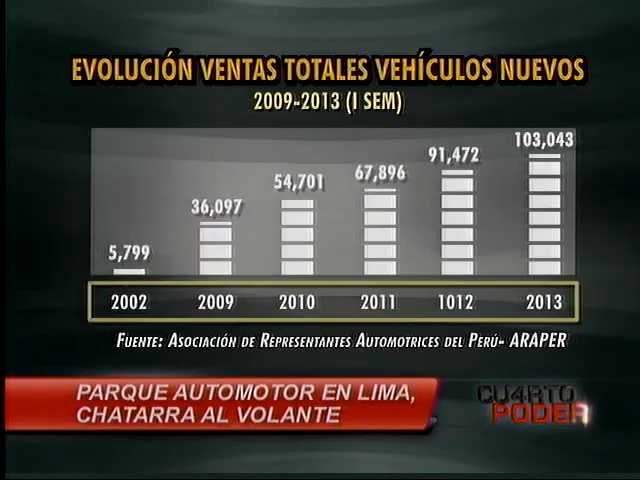 EVOLUCIÓN VENTAS TOTALES VEHÍCULOS NUEVOS
2009-2013 (I SEM)
5,799
36,097
54,701
67,896
91,472
103,043
2002 2009 2010 2011 1012 2013
FUENTE: ASOCIACIÓN DE REPRESENTANTES AUTOMOTRICES DEL PERÚ- ARAPER
PARQUE AUTOMOTOR EN LIMA,
CHATARRA AL VOLANTE
CU4RTO
PODER